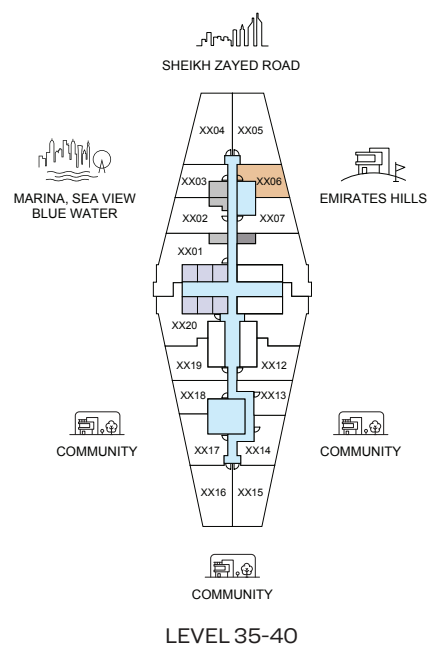 SHEIKH ZAYED ROAD
XX04 XX05
MARINA, SEA VIEW
BLUE WATER
XX03 XX06
EMIRATES HILLS
XX02 XX07
XX01
XX20
XX19 XX12
XX18 XX13
COMMUNITY
XX17 XX14
COMMUNITY
XX16 XX15
COMMUNITY
LEVEL 35-40